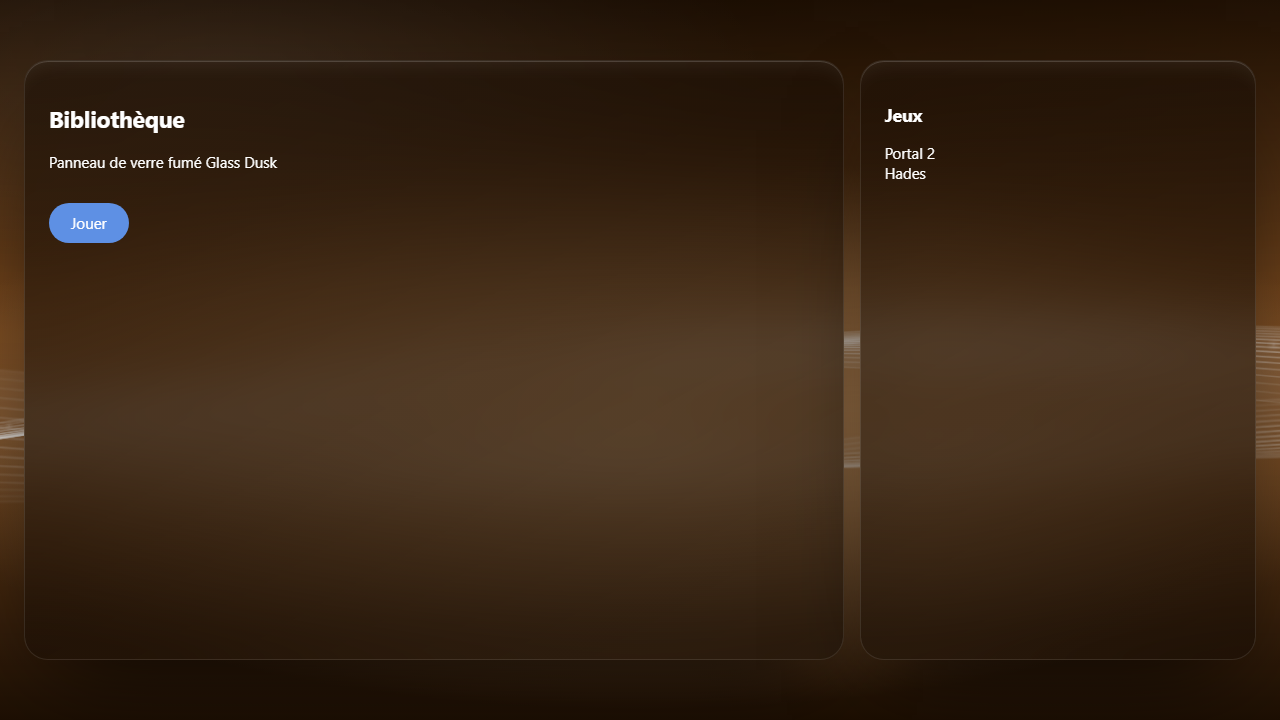 Bibliothèque
Panneau de verre fumé Glass Dusk
Jouer
Jeux
Portal 2
Hades